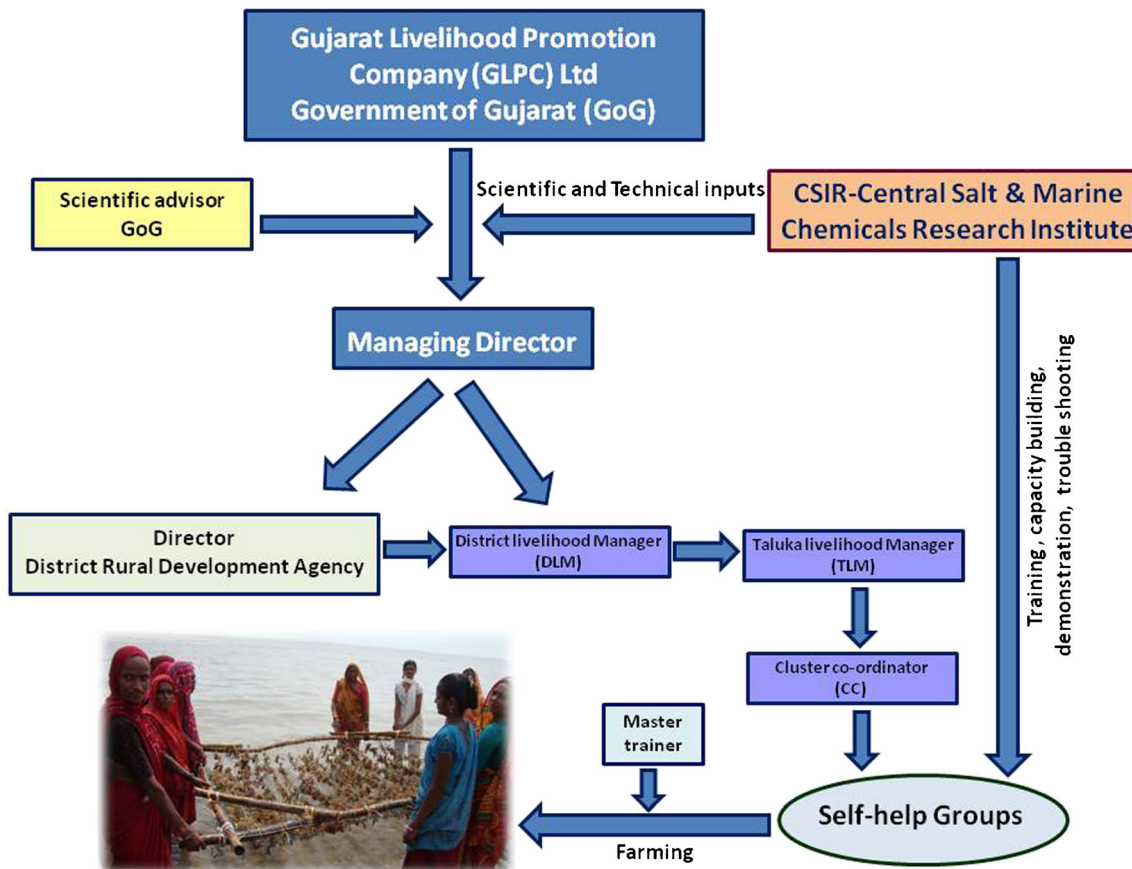 Gujarat Livelihood Promotion
Company (GLPC) Ltd
Government of Gujarat (GoG)
Scientific advisor
GoG
Scientific and Technical inputs
CSIR-Central Salt & Marine
Chemicals Research Institute
Managing Director
Training, capacity building,
demonstration, trouble shooting
Director
District Rural Development Agency
District livelihood Manager
(DLM)
Taluka livelihood Manager
(TLM)
Cluster co-ordinator
(CC)
Master
trainer
Self-help Groups
Farming